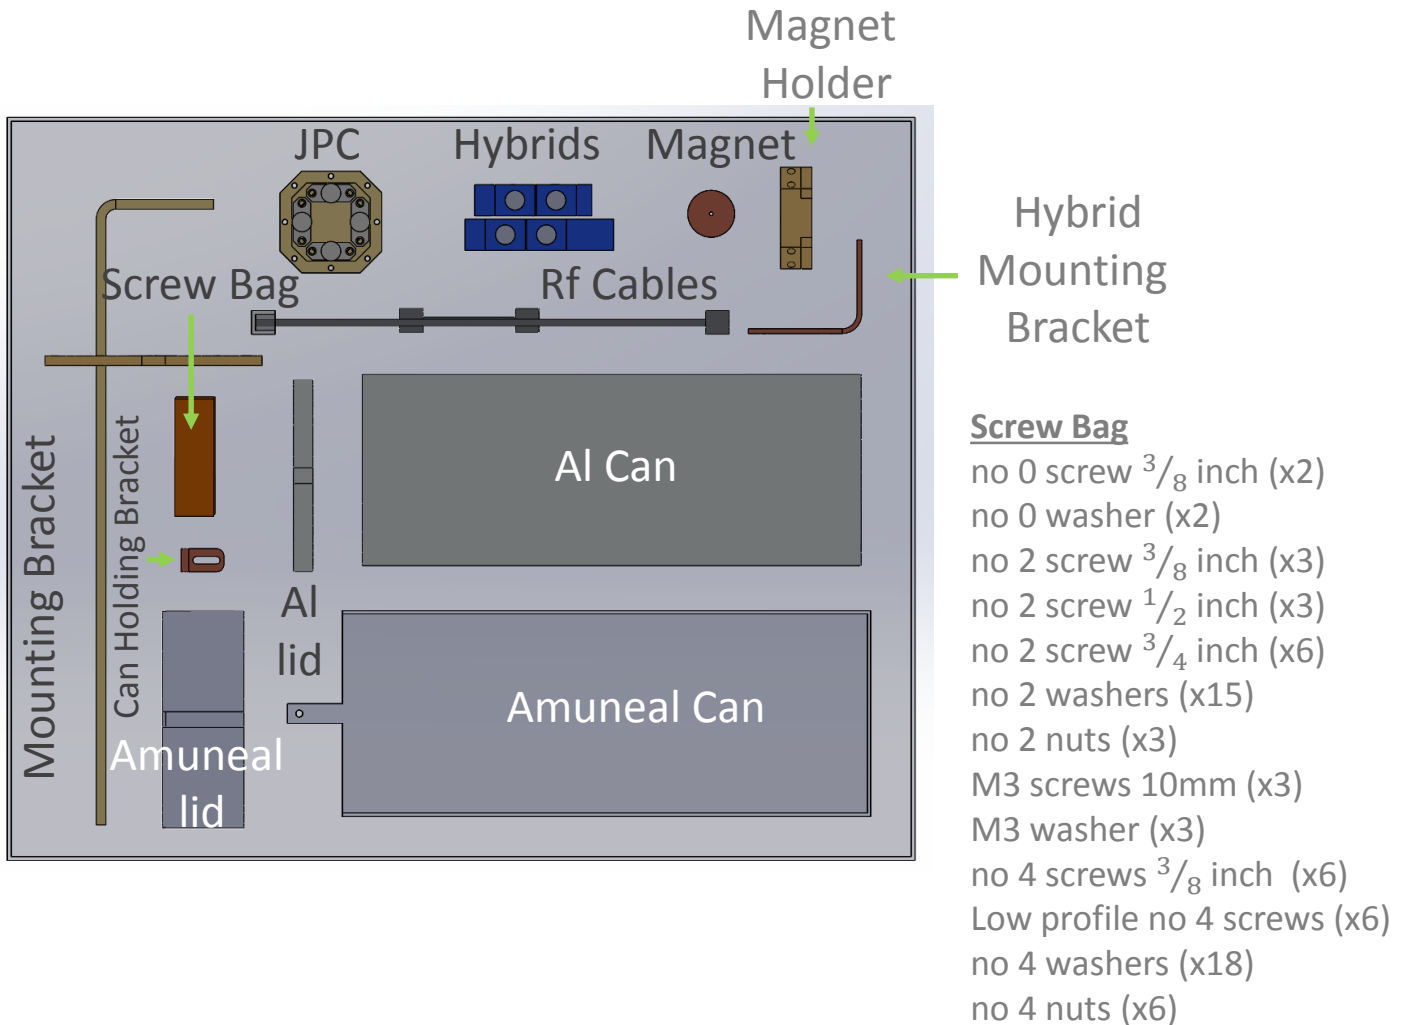 Magnet
Holder
JPC
Hybrids
Magnet
Hybrid
Mounting
Bracket
Screw Bag
Rf Cables
Mounting Bracket
Can Holding Bracket
Al Can
Al
lid
Amuneal Can
Amuneal
lid
Screw Bag
no 0 screw 3/8 inch (x2)
no 0 washer (x2)
no 2 screw 3/8 inch (x3)
no 2 screw 1/2 inch (x3)
no 2 screw 3/4 inch (x6)
no 2 washers (x15)
no 2 nuts (x3)
M3 screws 10mm (x3)
M3 washer (x3)
no 4 screws 3/8 inch (x6)
Low profile no 4 screws (x6)
no 4 washers (x18)
no 4 nuts (x6)